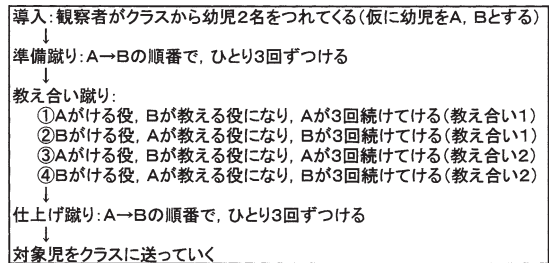 導入：観察者がクラスから幼児２名をつれてくる（仮に幼児をA，Bとする）
↓
準備蹴り：A→Bの順番で，ひとり３回ずつける
↓
教え合い蹴り：
①Aがける役，Bが教える役になり，Aが３回続けてける（教え合い１）
②Bがける役，Aが教える役になり，Bが３回続けてける（教え合い１）
③Aがける役，Bが教える役になり，Aが３回続けてける（教え合い２）
④Bがける役，Aが教える役になり，Bが３回続けてける（教え合い２）
↓
仕上げ蹴り：A→Bの順番で，ひとり３回ずつける
↓
対象児をクラスに送っていく